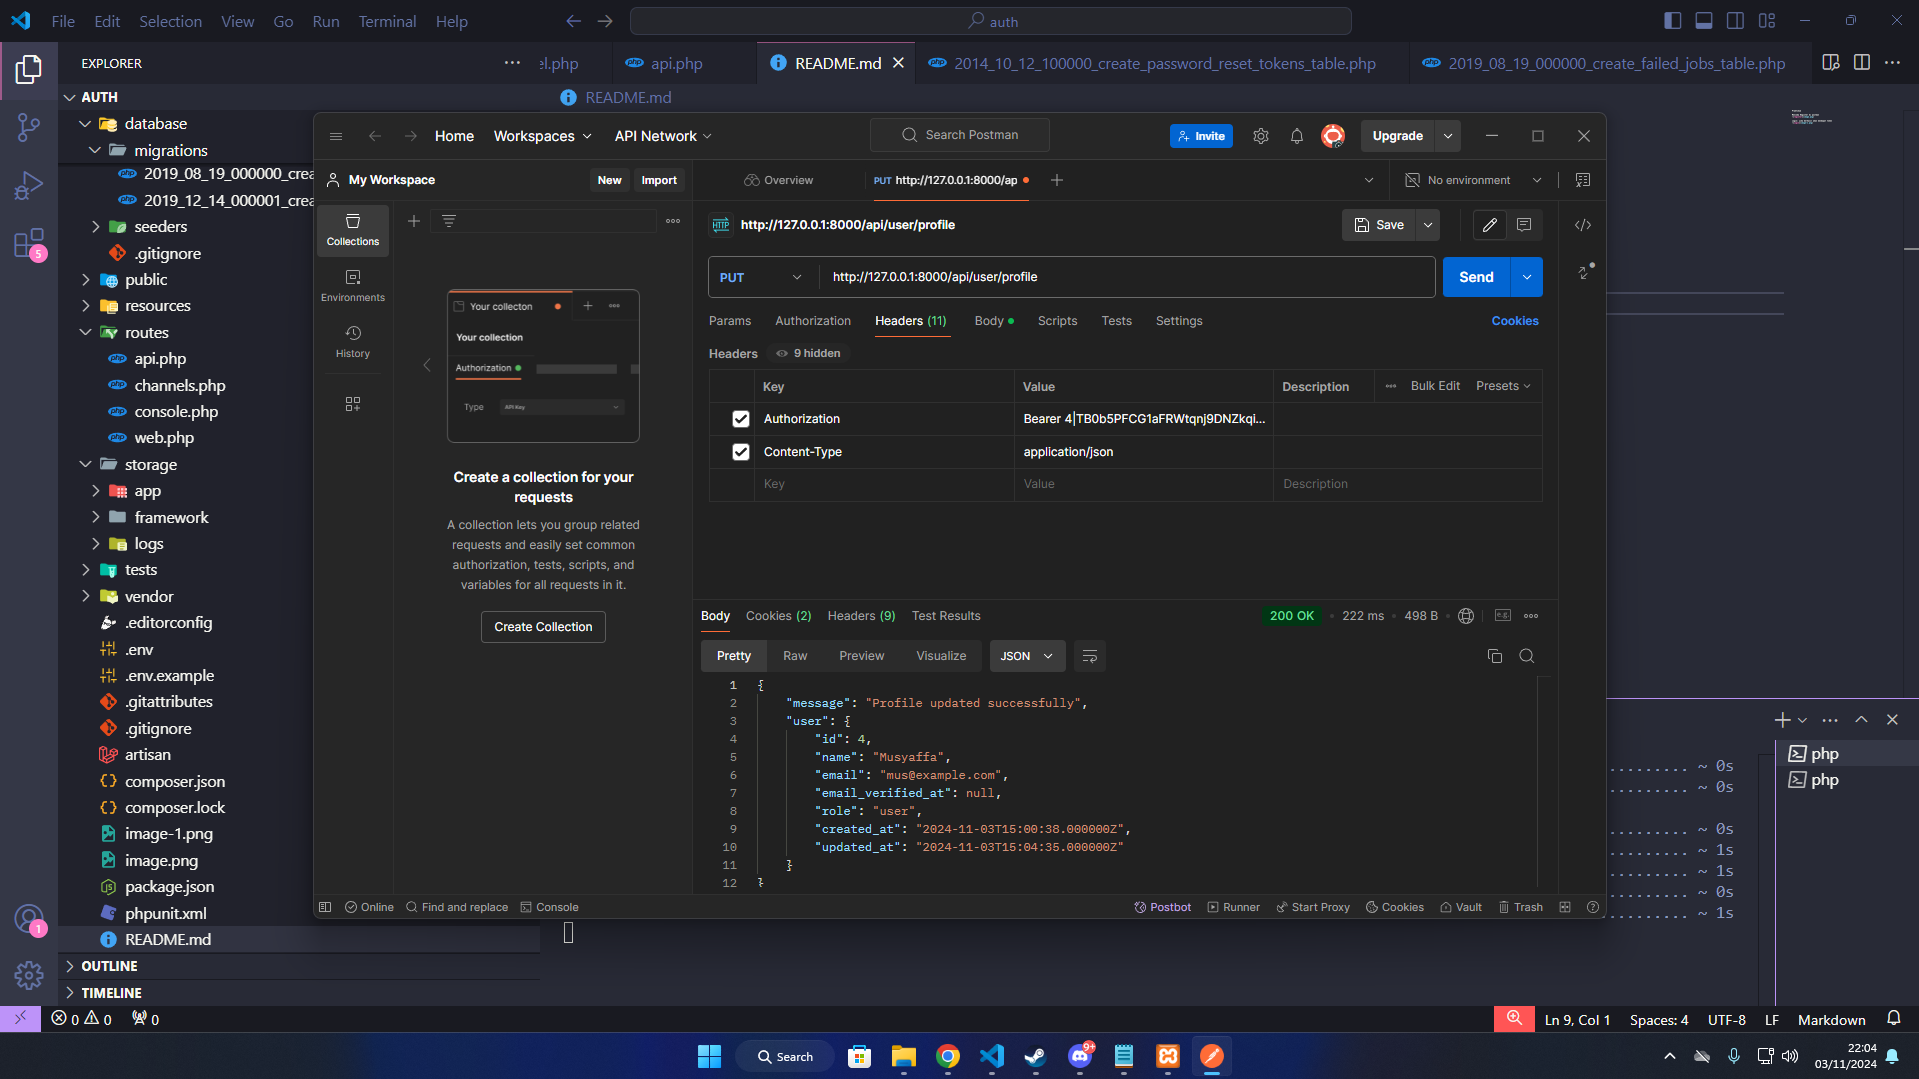 File Edit Selection View Go Run Terminal Help
auth
EXPLORER
el.php
api.php
README.md
2014_10_12_100000_create_password_reset_tokens_table.php
2019_08_19_000000_create_failed_jobs_table.php
AUTH
README.md
database
migrations
2019_08_19_000000_crea
2019_12_14_000001_crea
seeders
.gitignore
public
resources
routes
api.php
channels.php
console.php
web.php
storage
app
framework
logs
tests
vendor
.editorconfig
.env
.env.example
.gitattributes
.gitignore
artisan
composer.json
composer.lock
image-1.png
image.png
package.json
phpunit.xml
README.md
OUTLINE
TIMELINE
5
1
Home Workspaces API Network
Search Postman
Invite
Upgrade
My Workspace
New Import
Overview
PUT http://127.0.0.1:8000/ap
No environment
Collections
Environments
History
Your collecton
Your collection
Authorization
Type
API Key
Create a collection for your
requests
A collection lets you group related
requests and easily set common
authorization, tests, scripts, and
variables for all requests in it.
Create Collection
HTTP
http://127.0.0.1:8000/api/user/profile
Save
PUT
http://127.0.0.1:8000/api/user/profile
Send
Params Authorization Headers (11) Body Scripts Tests Settings
Cookies
Headers 9 hidden
Key Value Description Bulk Edit Presets
Authorization Bearer 4|TB0b5PFCG1aFRWtqnj9DNZkqi...
Content-Type application/json
Key Value Description
Body Cookies (2) Headers (9) Test Results
200 OK 222 ms 498 B
e.g.
Pretty Raw Preview Visualize JSON
1 {
2 "message": "Profile updated successfully",
3 "user": {
4 "id": 4,
5 "name": "Musyaffa",
6 "email": "mus@example.com",
7 "email_verified_at": null,
8 "role": "user",
9 "created_at": "2024-11-03T15:00:38.000000Z",
10 "updated_at": "2024-11-03T15:04:35.000000Z"
11 }
12 }
Online Find and replace Console
Postbot Runner Start Proxy Cookies Vault Trash
php
php
......... ~ 0s
......... ~ 0s
......... ~ 0s
......... ~ 1s
......... ~ 1s
......... ~ 0s
......... ~ 1s
0 0 0
Ln 9, Col 1 Spaces: 4 UTF-8 LF Markdown
Search
9+
22:04
03/11/2024